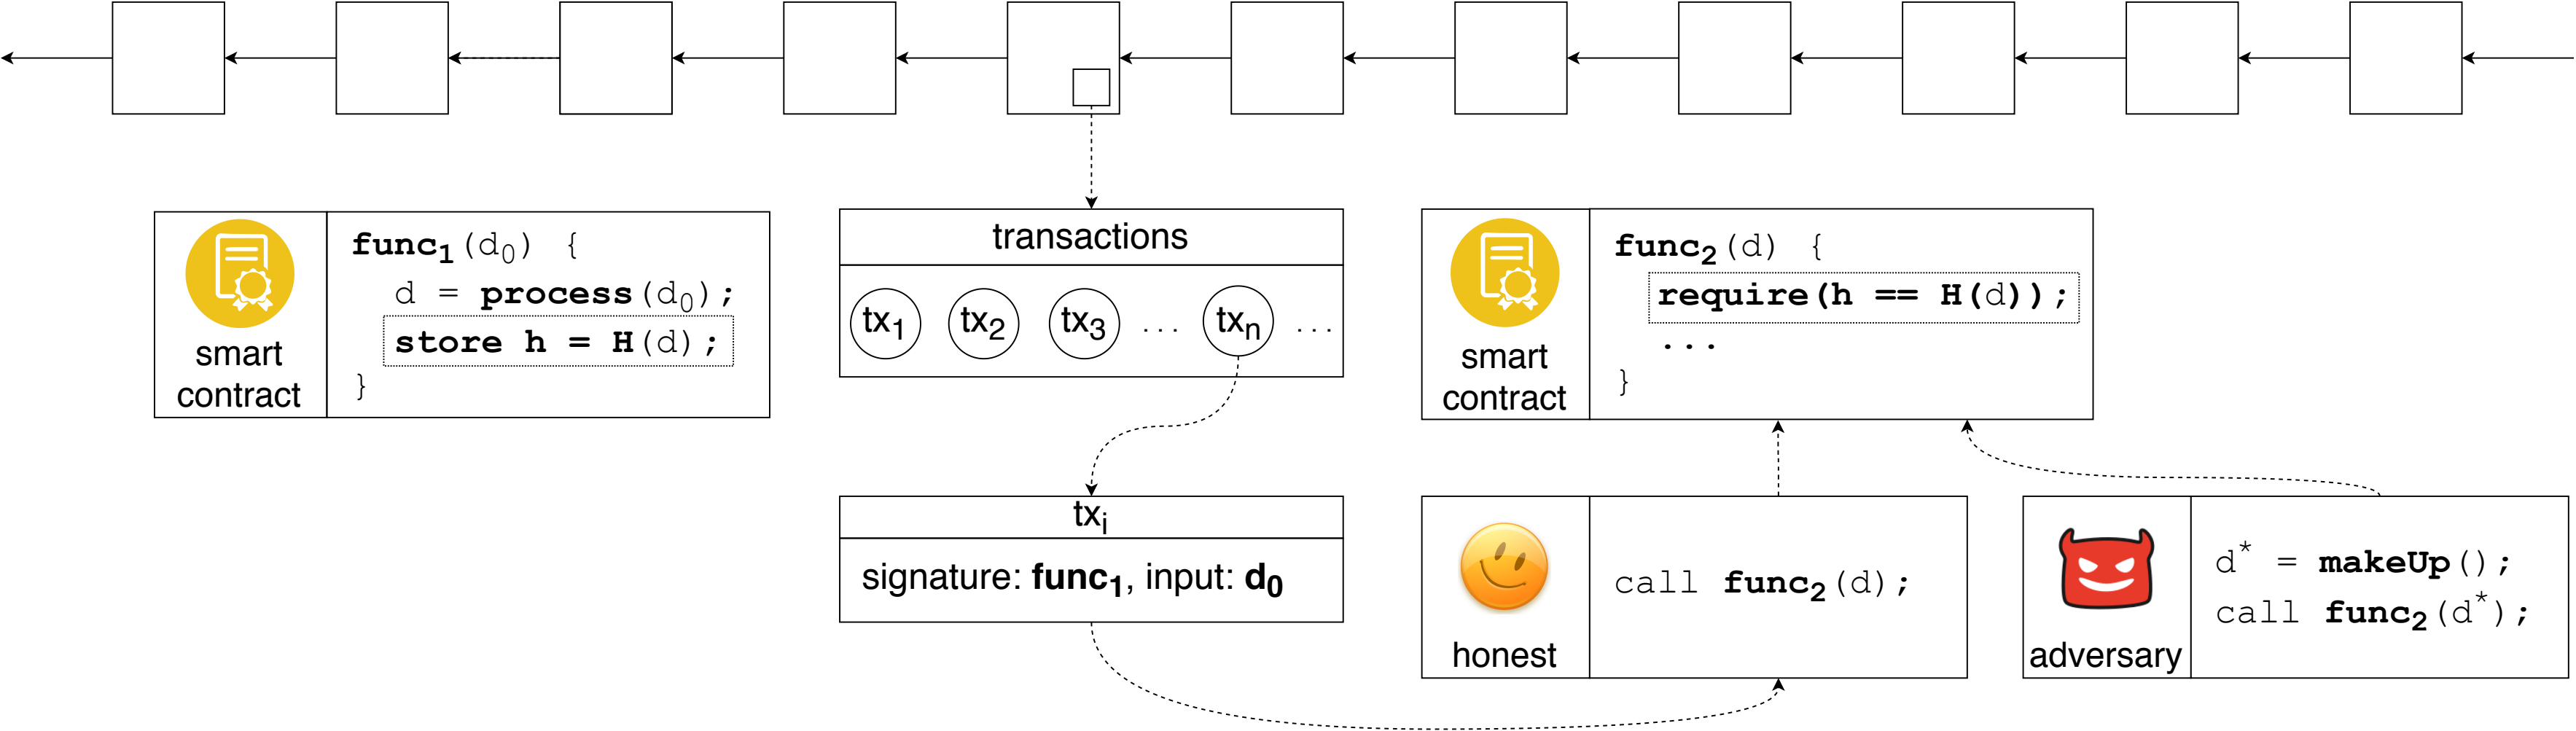 func₁(d₀) {
d = process(d₀);
store h = H(d);
}
smart
contract
transactions
tx₁ tx₂ tx₃ ... txₙ ...
txᵢ
signature: func₁, input: d₀
func₂(d) {
require(h == H(d));
...
}
smart
contract
call func₂(d);
honest
d* = makeUp();
call func₂(d*);
adversary